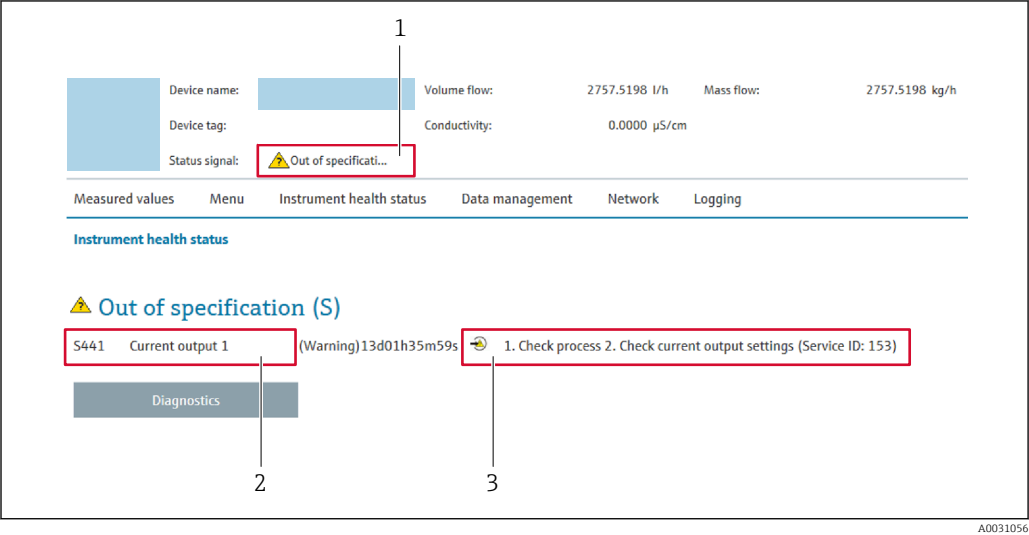 1
Device name: Volume flow: 2757.5198 l/h Mass flow: 2757.5198 kg/h
Device tag: Conductivity: 0.0000 µS/cm
Status signal: Out of specificati...
Measured values Menu Instrument health status Data management Network Logging
Instrument health status
Out of specification (S)
S441 Current output 1 (Warning)13d01h35m59s 1. Check process 2. Check current output settings (Service ID: 153)
Diagnostics
2 3
A0031056